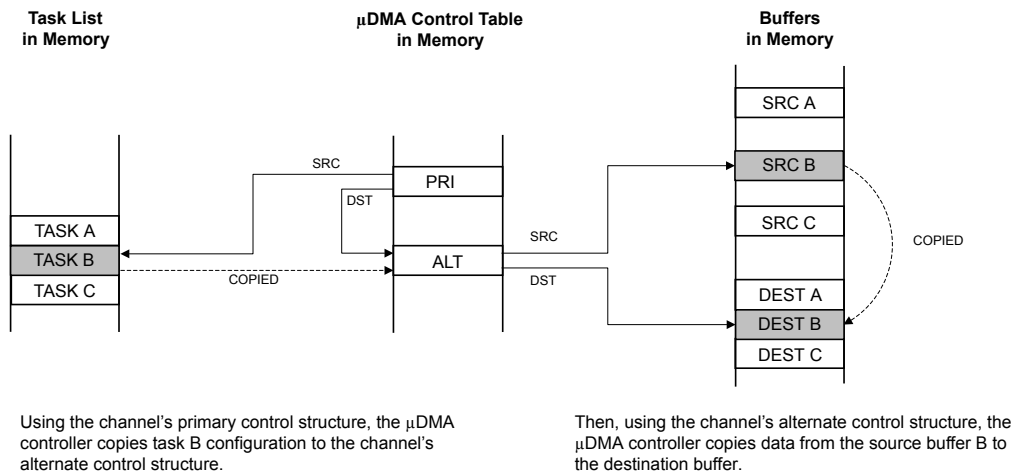 Task List
in Memory
μDMA Control Table
in Memory
Buffers
in Memory
SRC A
SRC B
SRC C
SRC
PRI
DST
TASK A
TASK B
TASK C
COPIED
ALT
SRC
DST
COPIED
DEST A
DEST B
DEST C
Using the channel's primary control structure, the μDMA
controller copies task B configuration to the channel's
alternate control structure.
Then, using the channel's alternate control structure, the
μDMA controller copies data from the source buffer B to
the destination buffer.